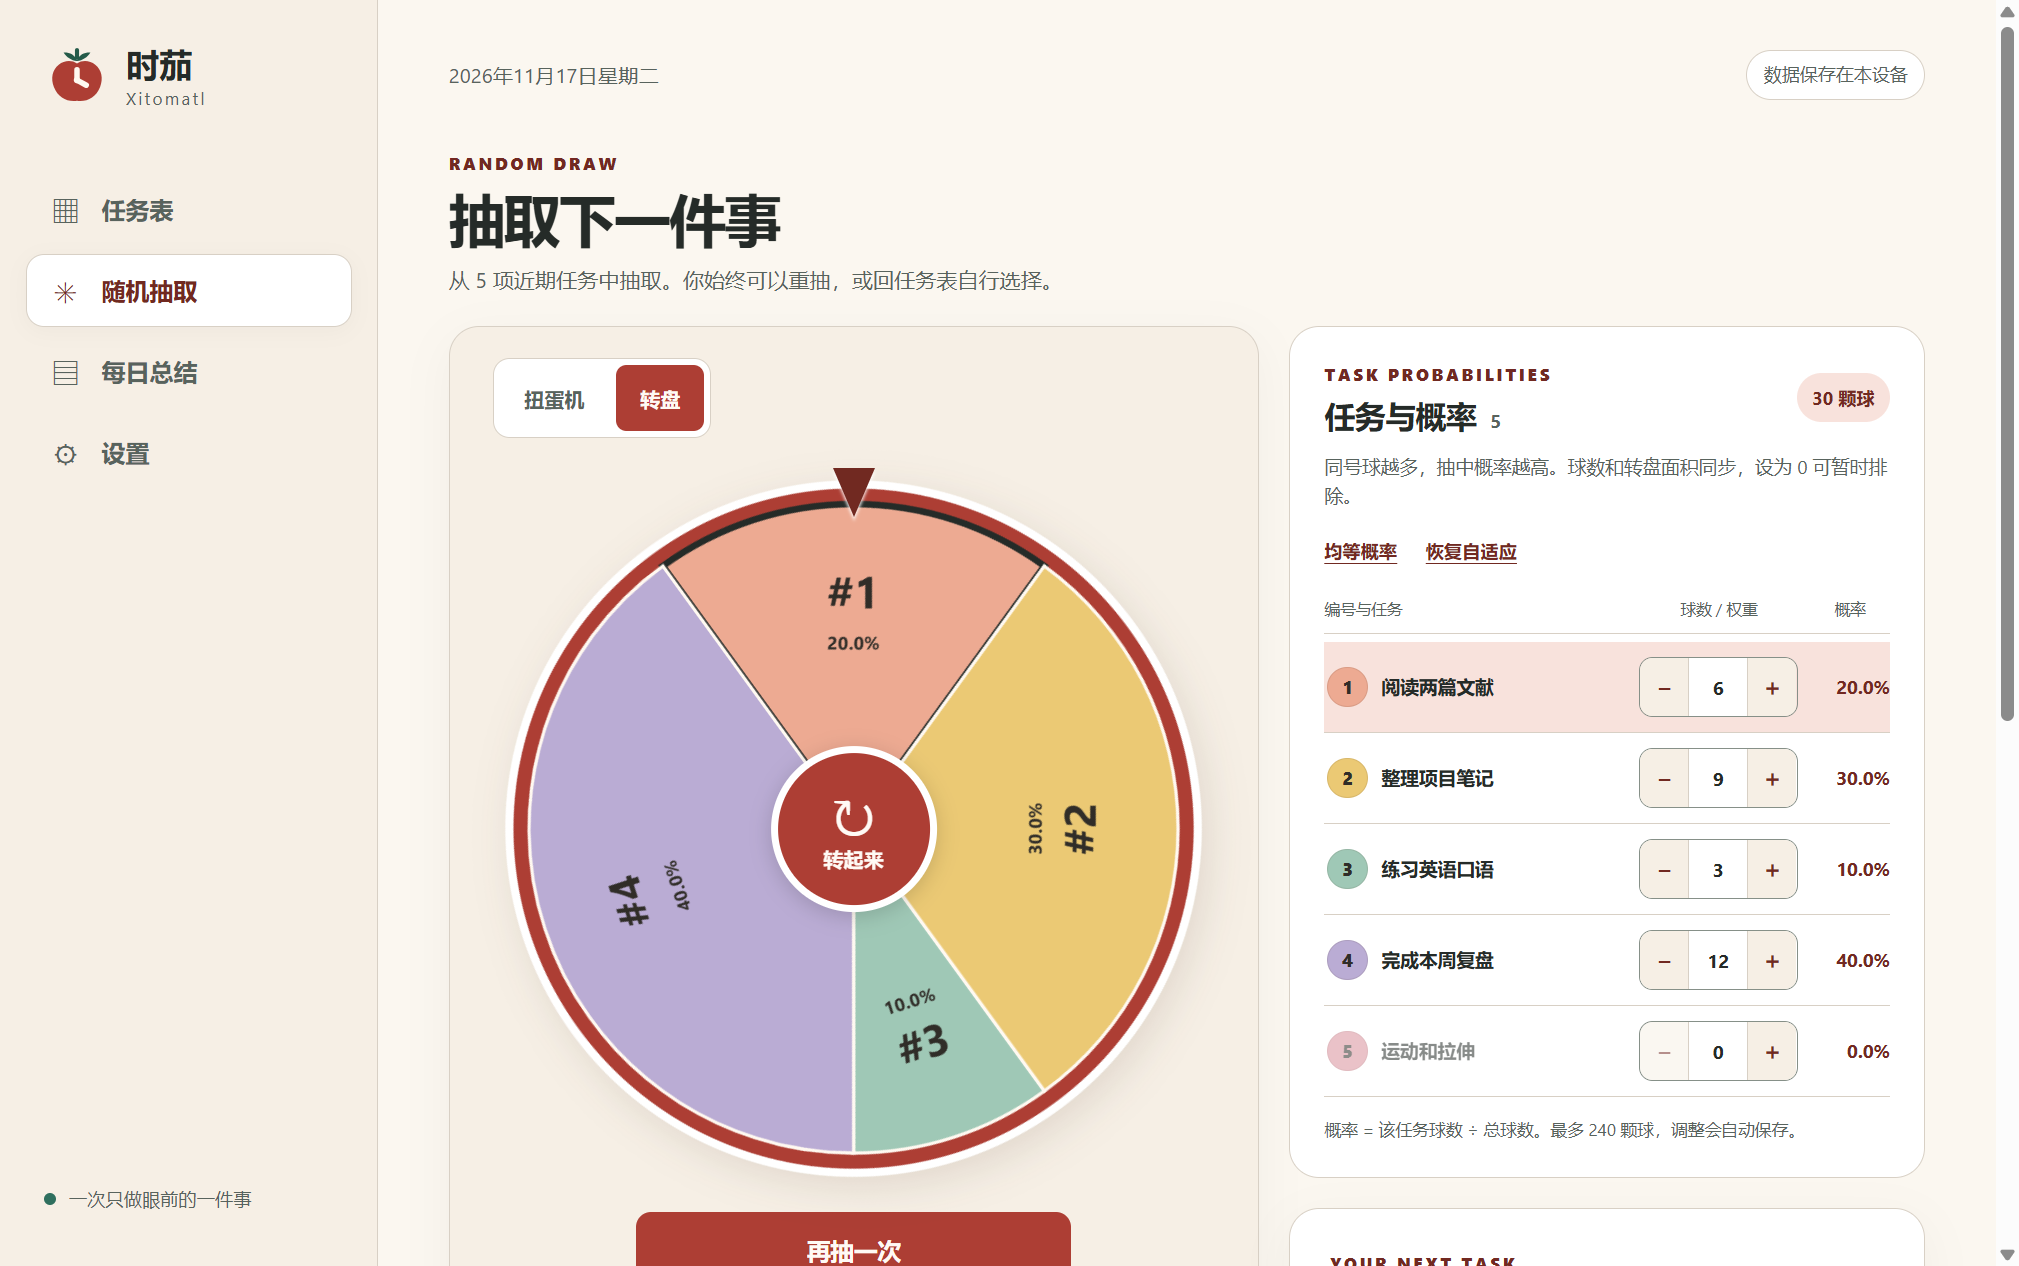 时茄
Xitomatl
任务表
随机抽取
每日总结
设置
一次只做眼前的一件事
2026年11月17日星期二
数据保存在本设备
RANDOM DRAW
抽取下一件事
从 5 项近期任务中抽取。你始终可以重抽，或回任务表自行选择。
扭蛋机
转盘
#1
20.0%
#2
30.0%
#3
10.0%
#4
40.0%
转起来
再抽一次
TASK PROBABILITIES
任务与概率 5
30 颗球
同号球越多，抽中概率越高。球数和转盘面积同步，设为 0 可暂时排
除。
均等概率 恢复自适应
编号与任务 球数 / 权重 概率
1 阅读两篇文献 − 6 + 20.0%
2 整理项目笔记 − 9 + 30.0%
3 练习英语口语 − 3 + 10.0%
4 完成本周复盘 − 12 + 40.0%
5 运动和拉伸 − 0 + 0.0%
概率 = 该任务球数 ÷ 总球数。最多 240 颗球，调整会自动保存。
YOUR NEXT TASK